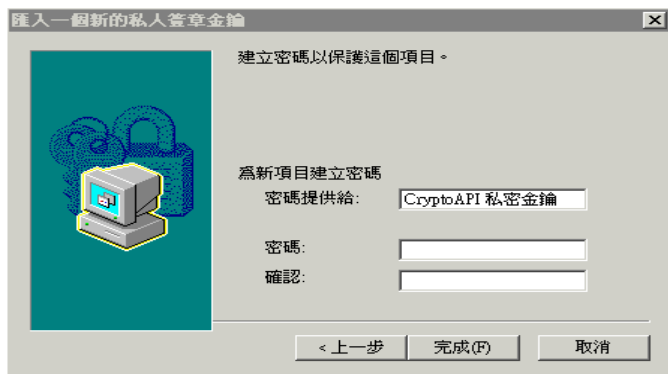 匯入一個新的私人簽章金鑰
建立密碼以保護這個項目。
為新項目建立密碼
密碼提供給: CryptoAPI 私密金鑰
密碼:
確認:
<上一步 完成(F) 取消